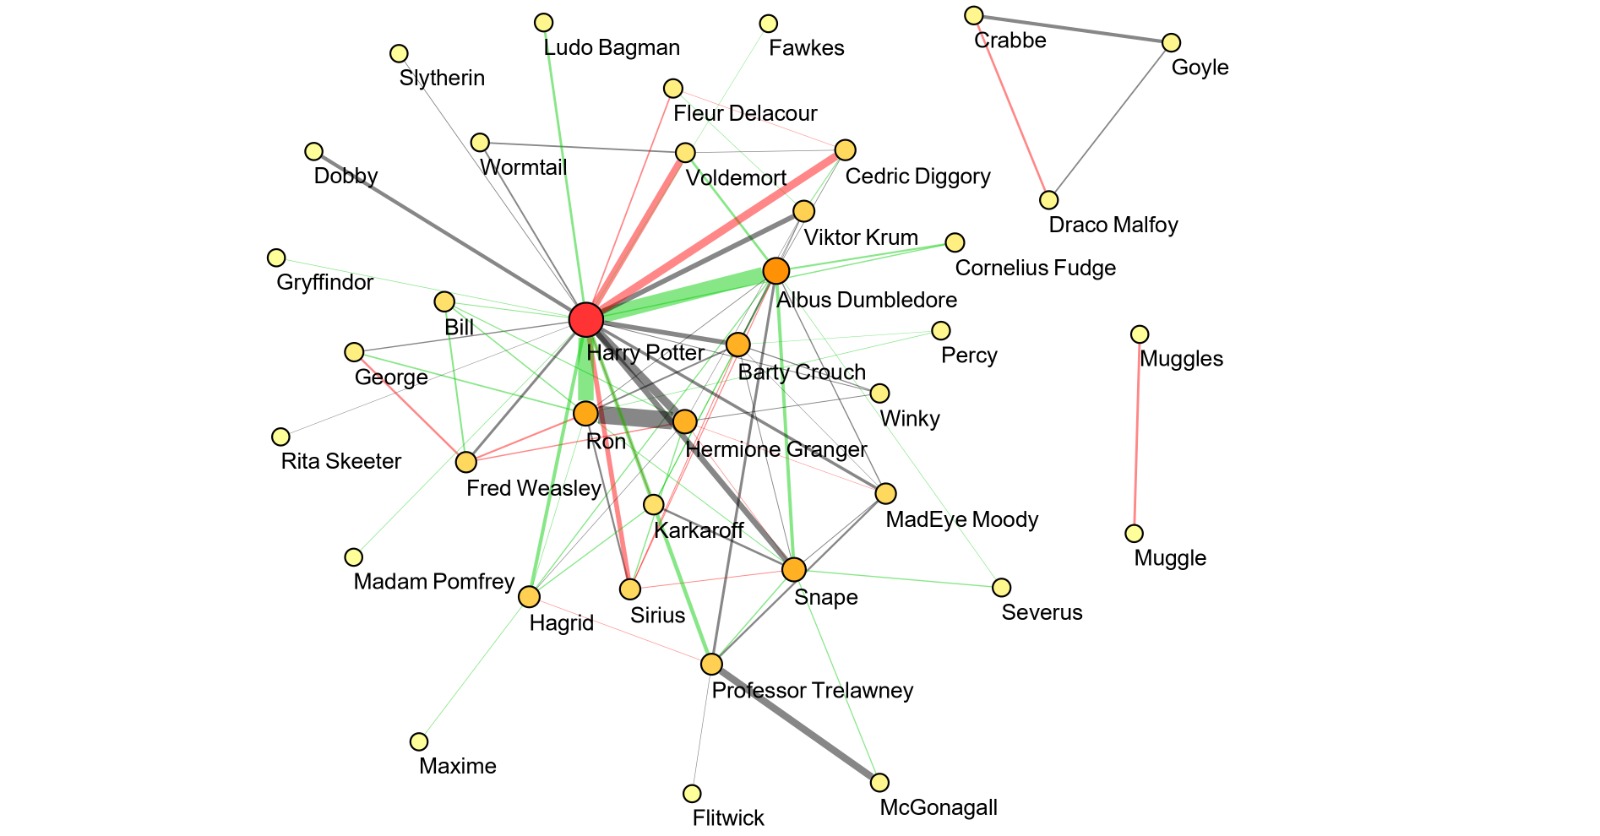 Crabbe
Ludo Bagman
Fawkes
Goyle
Slytherin
Fleur Delacour
Wormtail
Dobby
Voldemort
Cedric Diggory
Draco Malfoy
Viktor Krum
Cornelius Fudge
Gryffindor
Albus Dumbledore
Bill
Harry Potter
Percy
Muggles
Barty Crouch
George
Winky
Ron
Hermione Granger
Rita Skeeter
Fred Weasley
MadEye Moody
Karkaroff
Muggle
Madam Pomfrey
Snape
Severus
Sirius
Hagrid
Professor Trelawney
Maxime
McGonagall
Flitwick